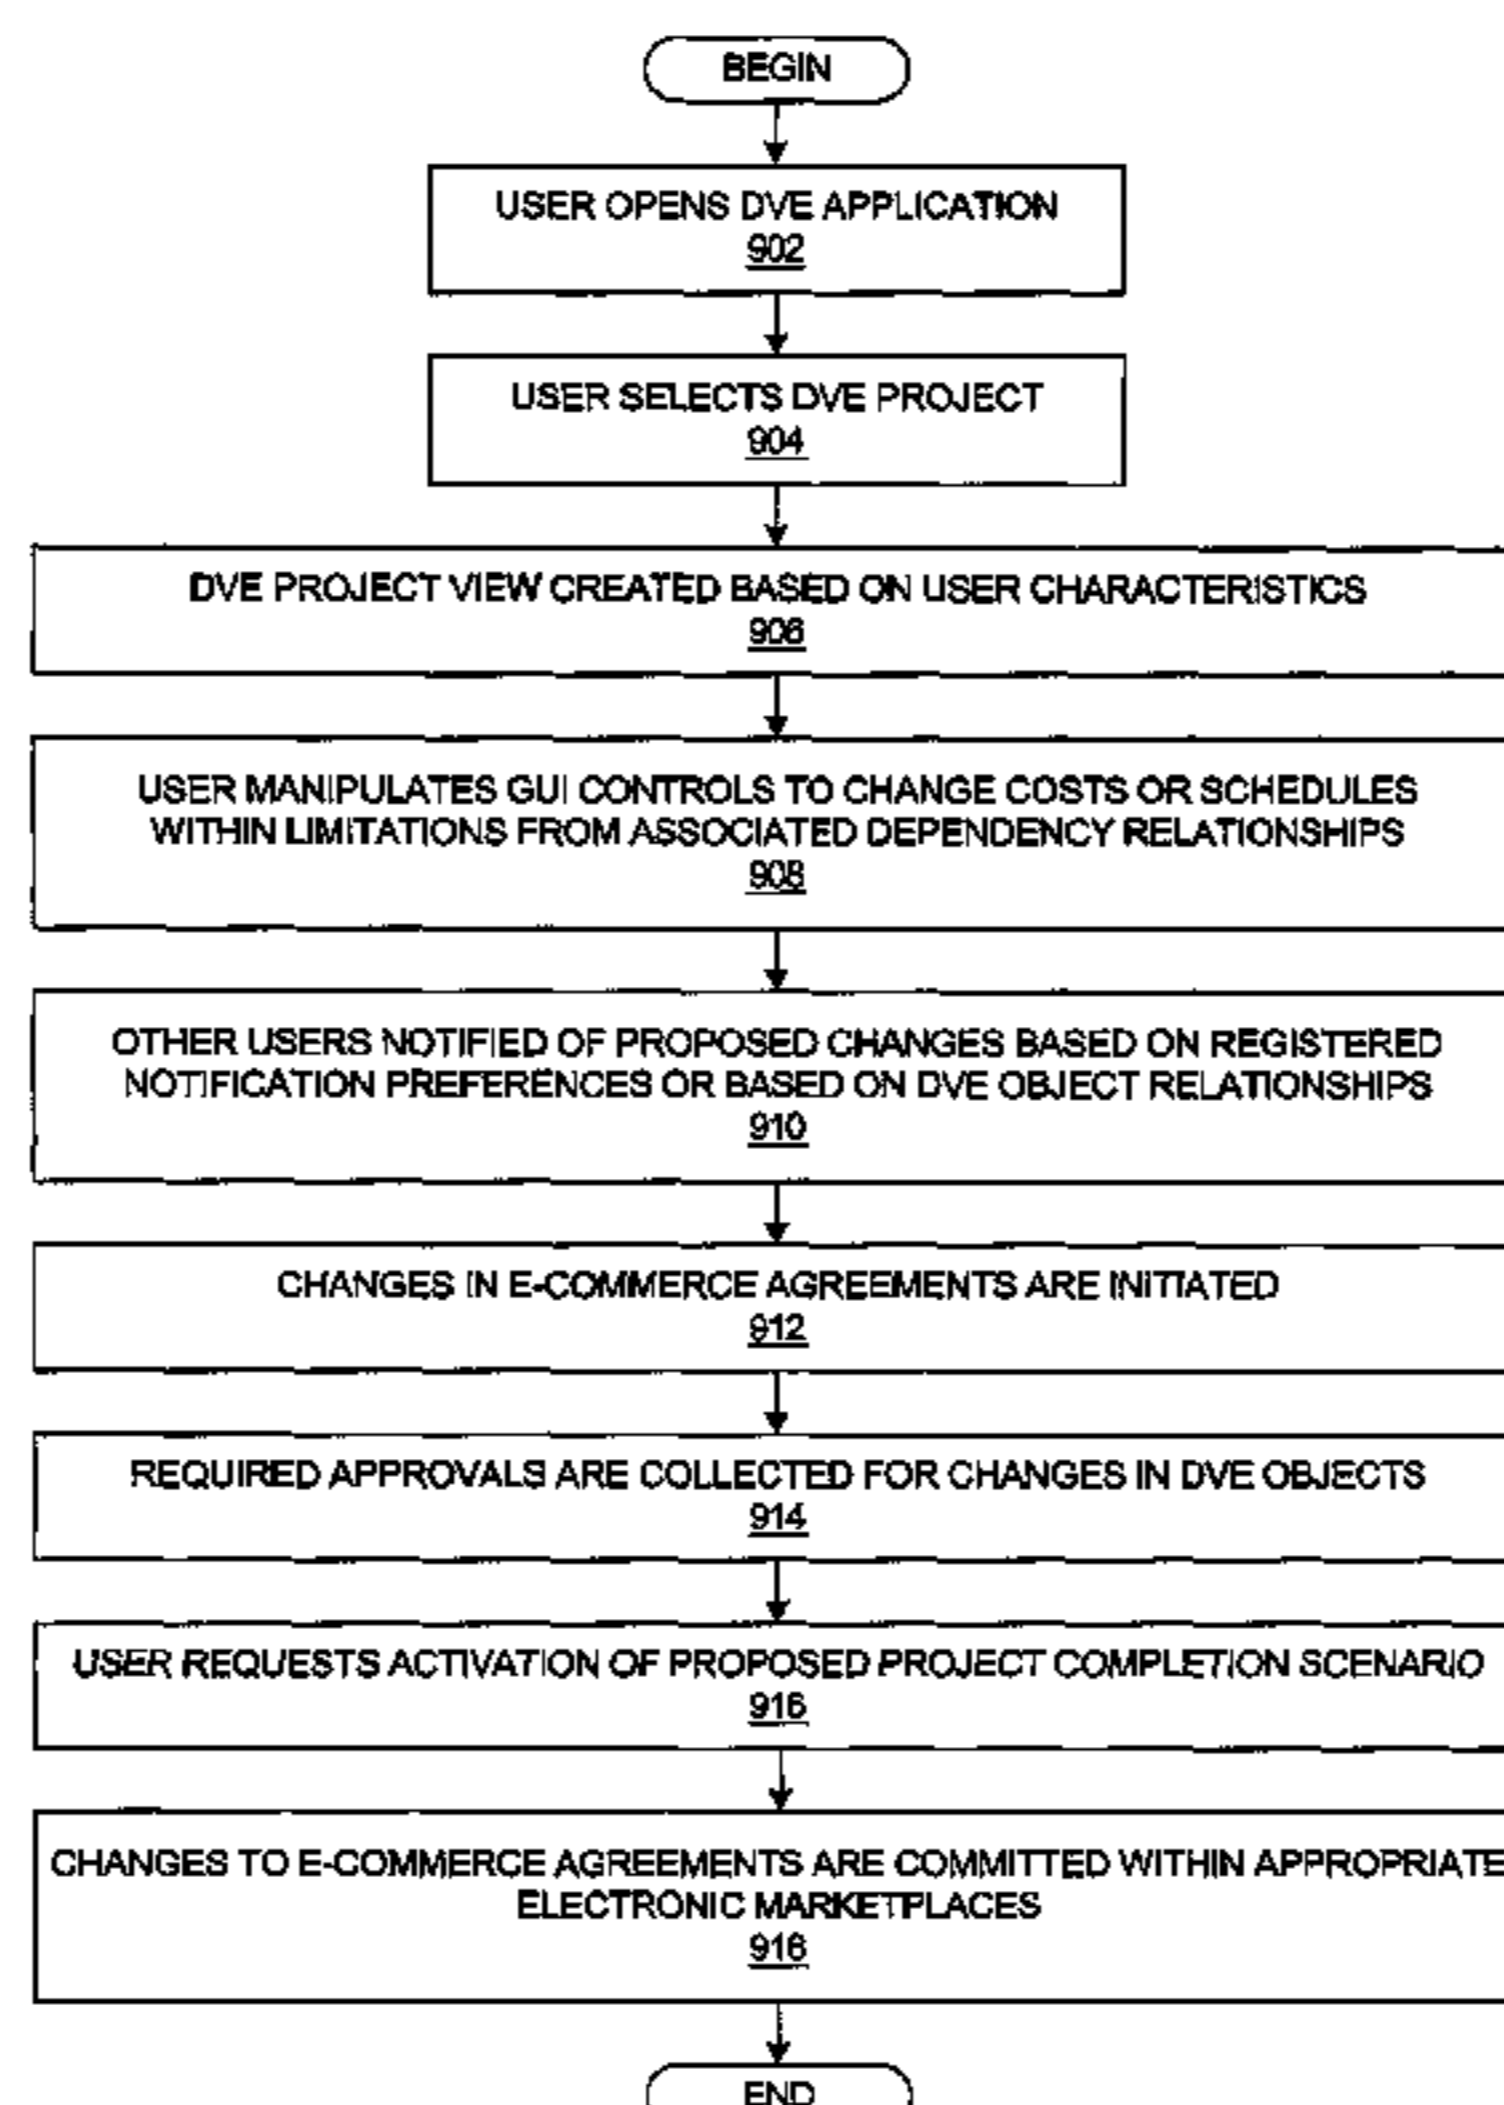 BEGIN
USER OPENS DVE APPLICATION
902
USER SELECTS DVE PROJECT
904
DVE PROJECT VIEW CREATED BASED ON USER CHARACTERISTICS
906
USER MANIPULATES GUI CONTROLS TO CHANGE COSTS OR SCHEDULES
WITHIN LIMITATIONS FROM ASSOCIATED DEPENDENCY RELATIONSHIPS
908
OTHER USERS NOTIFIED OF PROPOSED CHANGES BASED ON REGISTERED
NOTIFICATION PREFERENCES OR BASED ON DVE OBJECT RELATIONSHIPS
910
CHANGES IN E-COMMERCE AGREEMENTS ARE INITIATED
912
REQUIRED APPROVALS ARE COLLECTED FOR CHANGES IN DVE OBJECTS
914
USER REQUESTS ACTIVATION OF PROPOSED PROJECT COMPLETION SCENARIO
916
CHANGES TO E-COMMERCE AGREEMENTS ARE COMMITTED WITHIN APPROPRIATE
ELECTRONIC MARKETPLACES
918
END